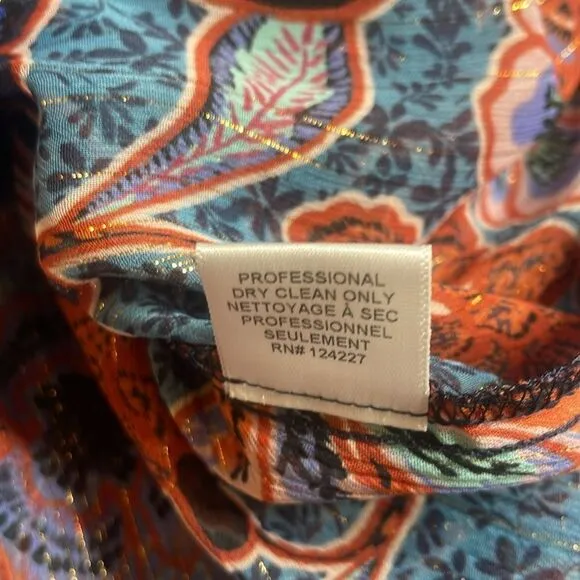 PROFESSIONAL
DRY CLEAN ONLY
NETTOYAGE À SEC
PROFESSIONNEL
SEULEMENT
RN# 124227